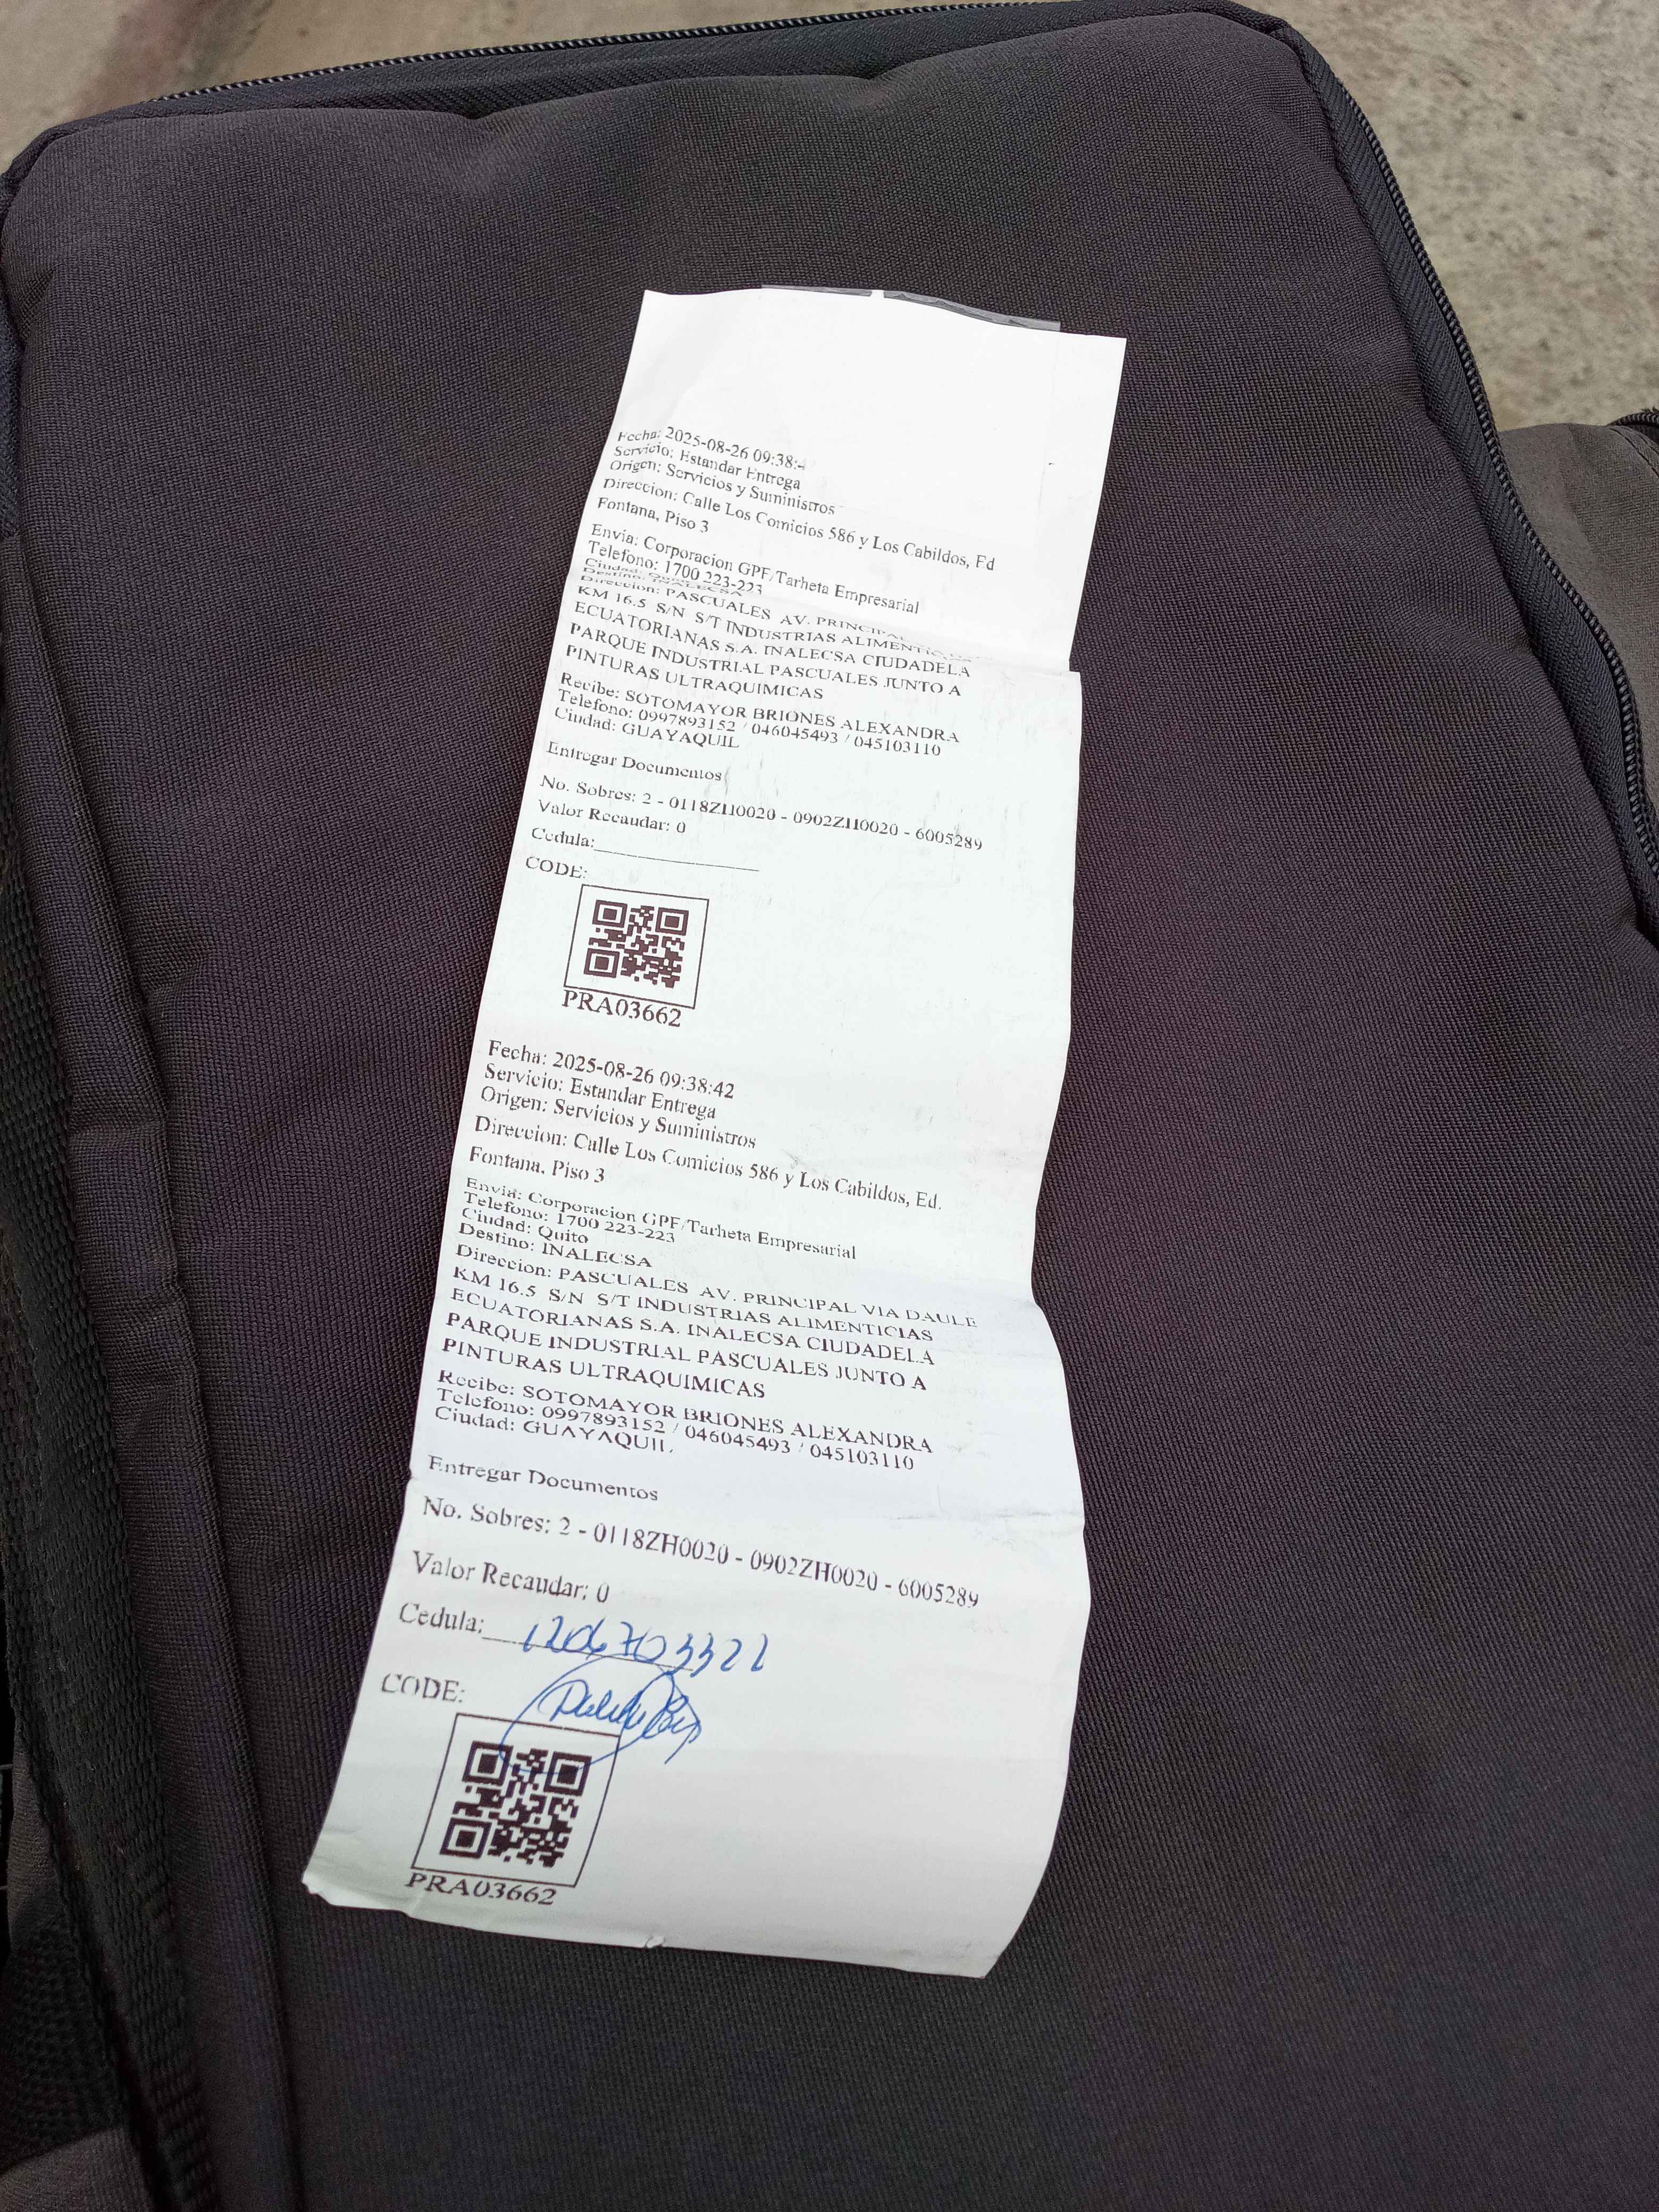 Fecha: 2025-08-26 09:38:4
Servicio: Estandar Entrega
Origen: Servicios y Suministros
Direccion: Calle Los Comicios 586 y Los Cabildos, Ed
Fontana, Piso 3
Envia: Corporacion GPF/Tarheta Empresarial
Telefono: 1700 223-223
Destino: INALECSA
Direccion: PASCUALES AV. PRINCIPAL
KM 16.5 S/N S/T INDUSTRIAS ALIMENTICIAS
ECUATORIANAS S.A. INALECSA CIUDADELA
PARQUE INDUSTRIAL PASCUALES JUNTO A
PINTURAS ULTRAQUIMICAS
Recibe: SOTOMAYOR BRIONES ALEXANDRA
Telefono: 0997893152 / 046045493 / 045103110
Ciudad: GUAYAQUIL
Entregar Documentos
No. Sobres: 2 - 0118ZH0020 - 0902ZH0020 - 6005289
Valor Recaudar: 0
Cedula:
CODE:
PRA03662
Fecha: 2025-08-26 09:38:42
Servicio: Estandar Entrega
Origen: Servicios y Suministros
Direccion: Calle Los Comicios 586 y Los Cabildos, Ed.
Fontana, Piso 3
Envia: Corporacion GPF/Tarheta Empresarial
Telefono: 1700 223-223
Ciudad: Quito
Destino: INALECSA
Direccion: PASCUALES AV. PRINCIPAL VIA DAULE
KM 16.5 S/N S/T INDUSTRIAS ALIMENTICIAS
ECUATORIANAS S.A. INALECSA CIUDADELA
PARQUE INDUSTRIAL PASCUALES JUNTO A
PINTURAS ULTRAQUIMICAS
Recibe: SOTOMAYOR BRIONES ALEXANDRA
Telefono: 0997893152 / 046045493 / 045103110
Ciudad: GUAYAQUIL
Entregar Documentos
No. Sobres: 2 - 0118ZH0020 - 0902ZH0020 - 6005289
Valor Recaudar: 0
Cedula: 1206703322
CODE:
PRA03662